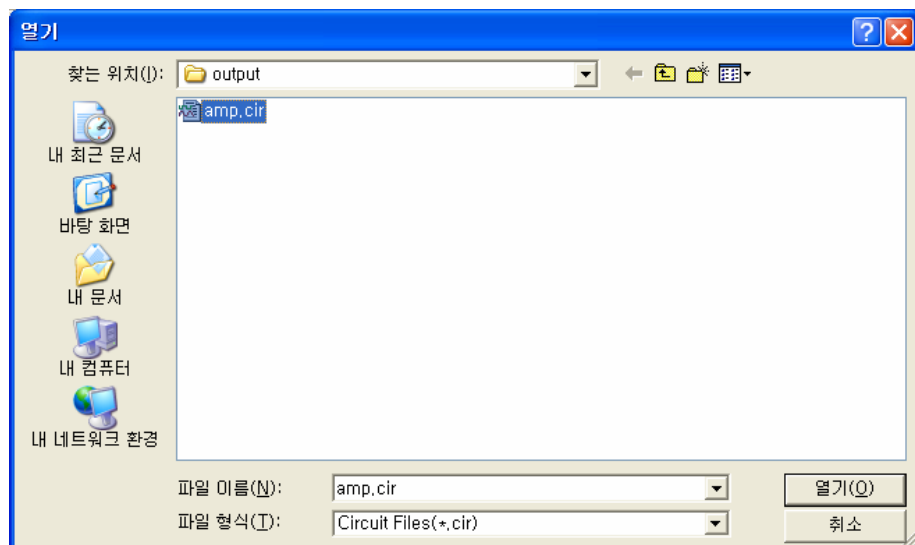 열기
찾는 위치(I):
output
amp.cir
내 최근 문서
바탕 화면
내 문서
내 컴퓨터
내 네트워크 환경
파일 이름(N):
amp.cir
열기(O)
파일 형식(T):
Circuit Files(*.cir)
취소